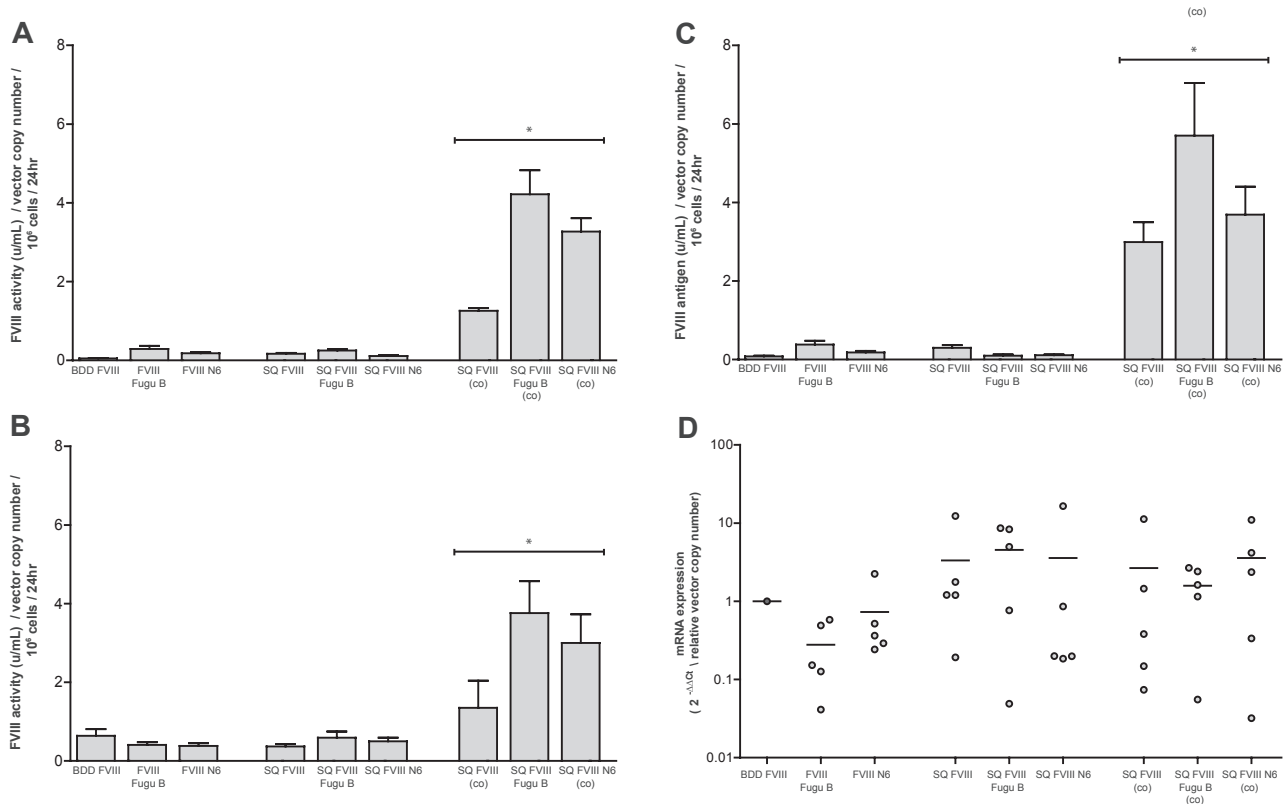 A
FVIII activity (u/mL) / vector copy number /
10⁶ cells / 24hr
8
6
4
2
0
*
BDD FVIII
FVIII
Fugu B
FVIII N6
SQ FVIII
SQ FVIII
Fugu B
SQ FVIII N6
SQ FVIII
(co)
SQ FVIII
Fugu B
(co)
SQ FVIII N6
(co)
B
FVIII activity (u/mL) / vector copy number /
10⁶ cells / 24hr
8
6
4
2
0
*
BDD FVIII
FVIII
Fugu B
FVIII N6
SQ FVIII
SQ FVIII
Fugu B
SQ FVIII N6
SQ FVIII
(co)
SQ FVIII
Fugu B
(co)
SQ FVIII N6
(co)
(co)
C
FVIII antigen (u/mL) / vector copy number /
10⁶ cells / 24hr
8
6
4
2
0
*
BDD FVIII
FVIII
Fugu B
FVIII N6
SQ FVIII
SQ FVIII
Fugu B
SQ FVIII N6
SQ FVIII
(co)
SQ FVIII
Fugu B
(co)
SQ FVIII N6
(co)
D
mRNA expression
( 2 ⁻ΔΔCt \ relative vector copy number)
100
10
1
0.1
0.01
BDD FVIII
FVIII
Fugu B
FVIII N6
SQ FVIII
SQ FVIII
Fugu B
SQ FVIII N6
SQ FVIII
(co)
SQ FVIII
Fugu B
(co)
SQ FVIII N6
(co)